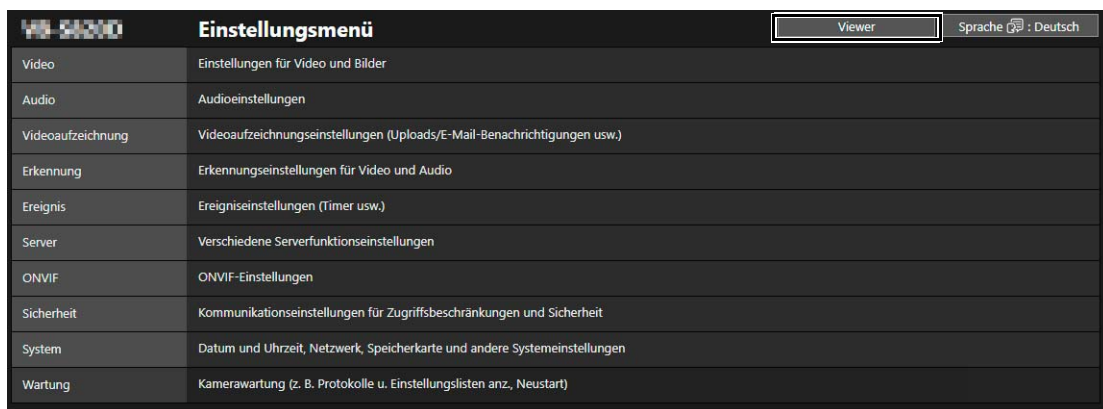 Einstellungsmenü
Viewer
Sprache : Deutsch
Video
Einstellungen für Video und Bilder
Audio
Audioeinstellungen
Videoaufzeichnung
Videoaufzeichnungseinstellungen (Uploads/E-Mail-Benachrichtigungen usw.)
Erkennung
Erkennungseinstellungen für Video und Audio
Ereignis
Ereigniseinstellungen (Timer usw.)
Server
Verschiedene Serverfunktionseinstellungen
ONVIF
ONVIF-Einstellungen
Sicherheit
Kommunikationseinstellungen für Zugriffsbeschränkungen und Sicherheit
System
Datum und Uhrzeit, Netzwerk, Speicherkarte und andere Systemeinstellungen
Wartung
Kamerawartung (z. B. Protokolle u. Einstellungslisten anz., Neustart)